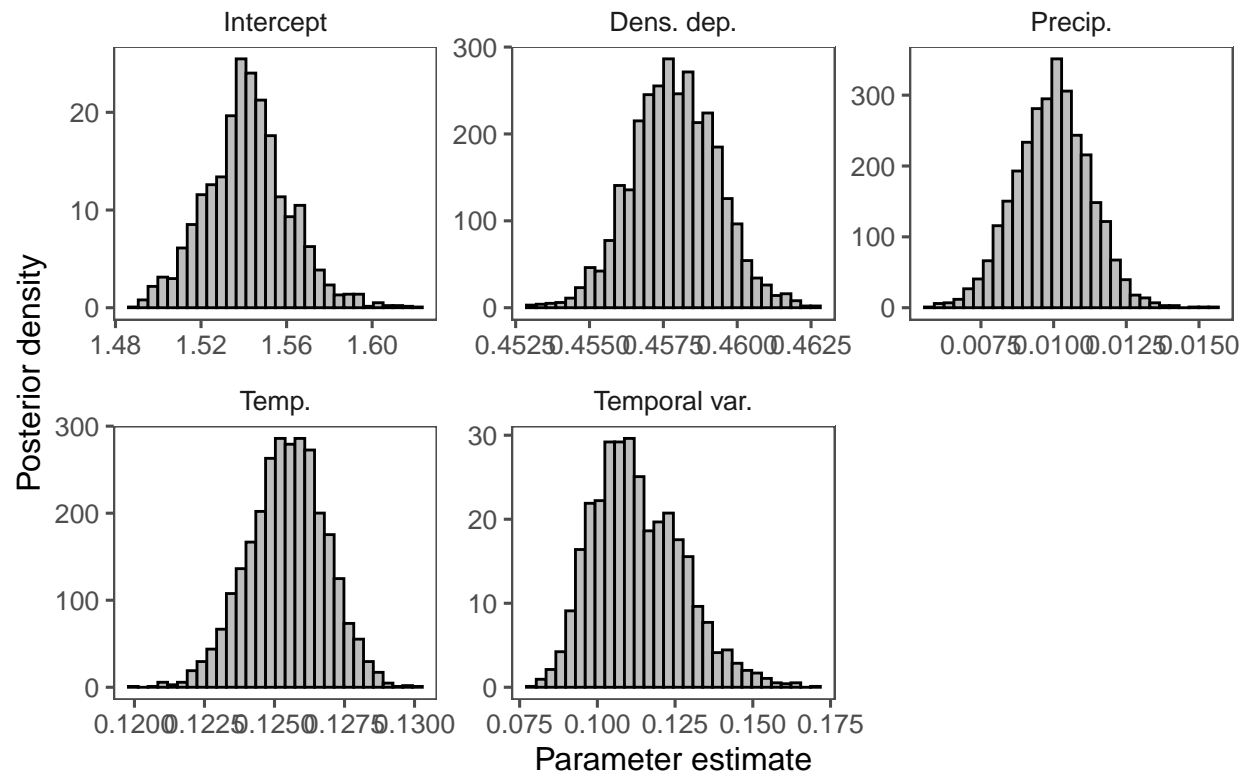 Intercept
Dens. dep.
Precip.
20
10
0
1.48 1.52 1.56 1.60
300
200
100
0
0.4525 0.4550 0.4575 0.4600 0.4625
300
200
100
0
0.0075 0.0100 0.0125 0.0150
Posterior density
Temp.
Temporal var.
300
200
100
0
0.1200 0.1225 0.1250 0.1275 0.1300
30
20
10
0
0.075 0.100 0.125 0.150 0.175
Parameter estimate